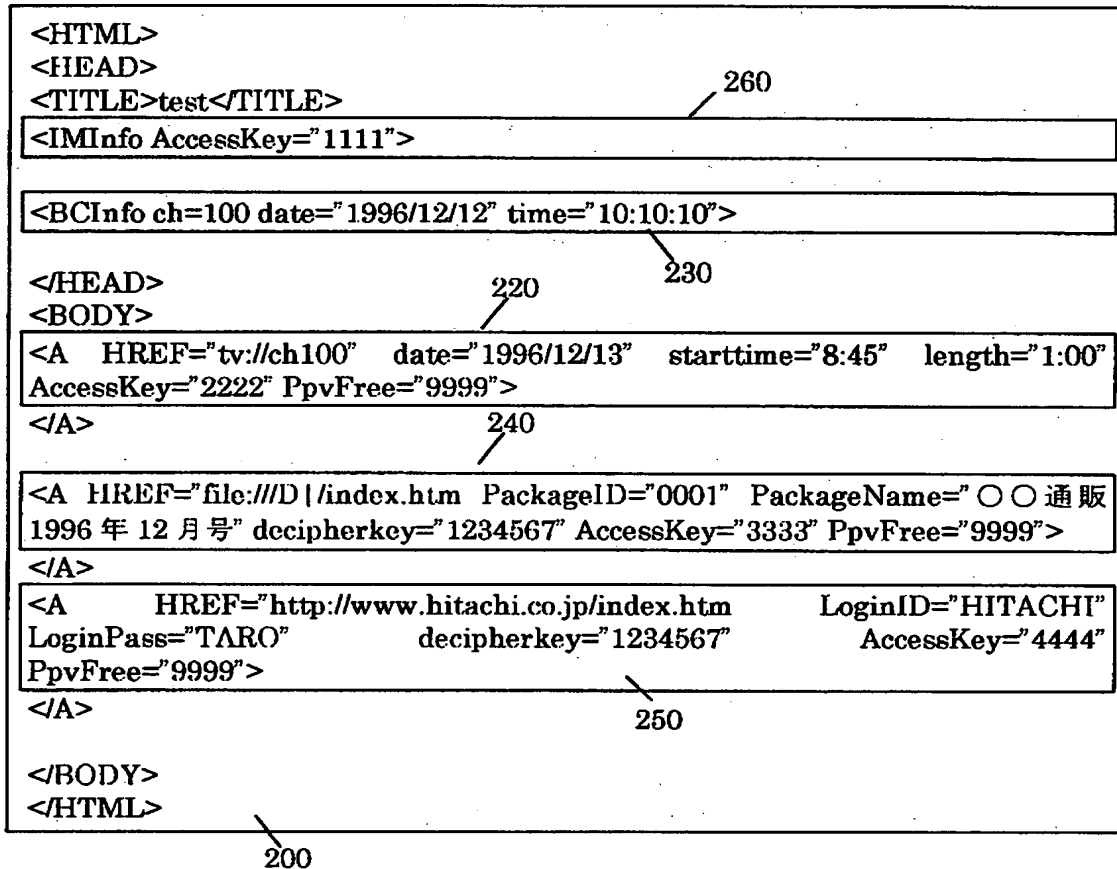 <HTML>
<HEAD>
260
<TITLE>test</TITLE>
<IMInfo AccessKey="1111">
<BCInfo ch=100 date="1996/12/12" time="10:10:10">
230
</HEAD>
220
<BODY>
<A HREF="tv://ch100" date="1996/12/13" starttime="8:45" length="1:00"
AccessKey="2222" PpvFree="9999">
</A>
240
<A HREF="file:///D|/index.htm PackageID="0001" PackageName="○○通販
1996年12月号" decipherkey="1234567" AccessKey="3333" PpvFree="9999">
</A>
<A HREF="http://www.hitachi.co.jp/index.htm LoginID="HITACHI"
LoginPass="TARO" decipherkey="1234567" AccessKey="4444"
PpvFree="9999">
</A>
250
</BODY>
</HTML>
200